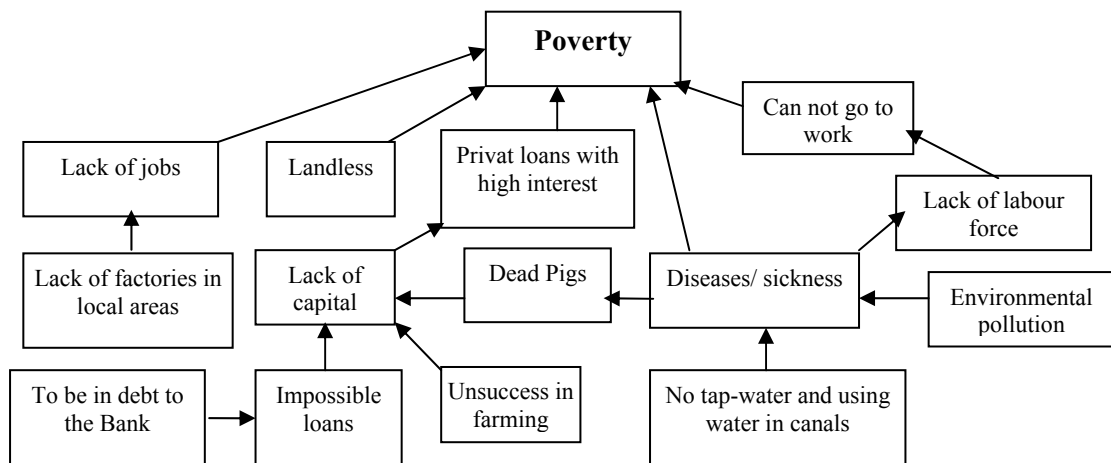 Poverty
Can not go to
work
Lack of jobs
Landless
Privat loans with
high interest
Lack of labour
force
Lack of factories in
local areas
Lack of
capital
Dead Pigs
Diseases/ sickness
Environmental
pollution
To be in debt to
the Bank
Impossible
loans
Unsuccess in
farming
No tap-water and using
water in canals